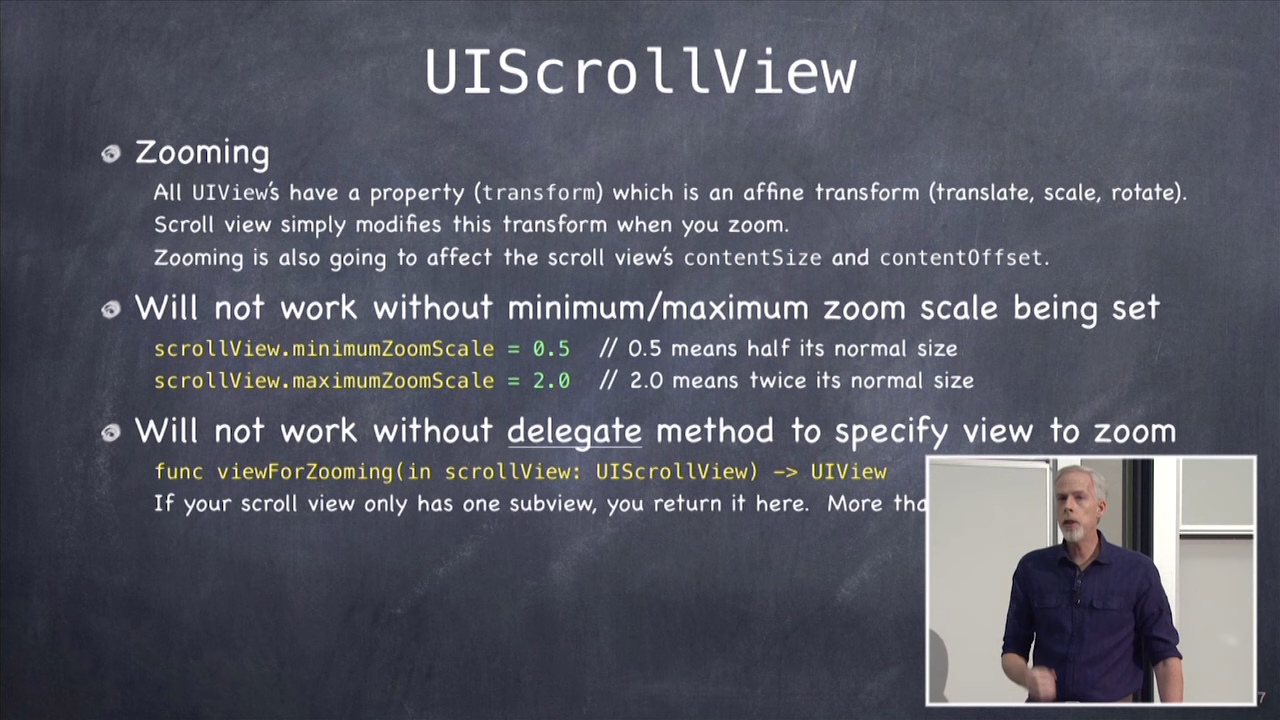 UIScrollView
Zooming
All UIView's have a property (transform) which is an affine transform (translate, scale, rotate).
Scroll view simply modifies this transform when you zoom.
Zooming is also going to affect the scroll view's contentSize and contentOffset.
Will not work without minimum/maximum zoom scale being set
scrollView.minimumZoomScale = 0.5 // 0.5 means half its normal size
scrollView.maximumZoomScale = 2.0 // 2.0 means twice its normal size
Will not work without delegate method to specify view to zoom
func viewForZooming(in scrollView: UIScrollView) -> UIView
If your scroll view only has one subview, you return it here. More